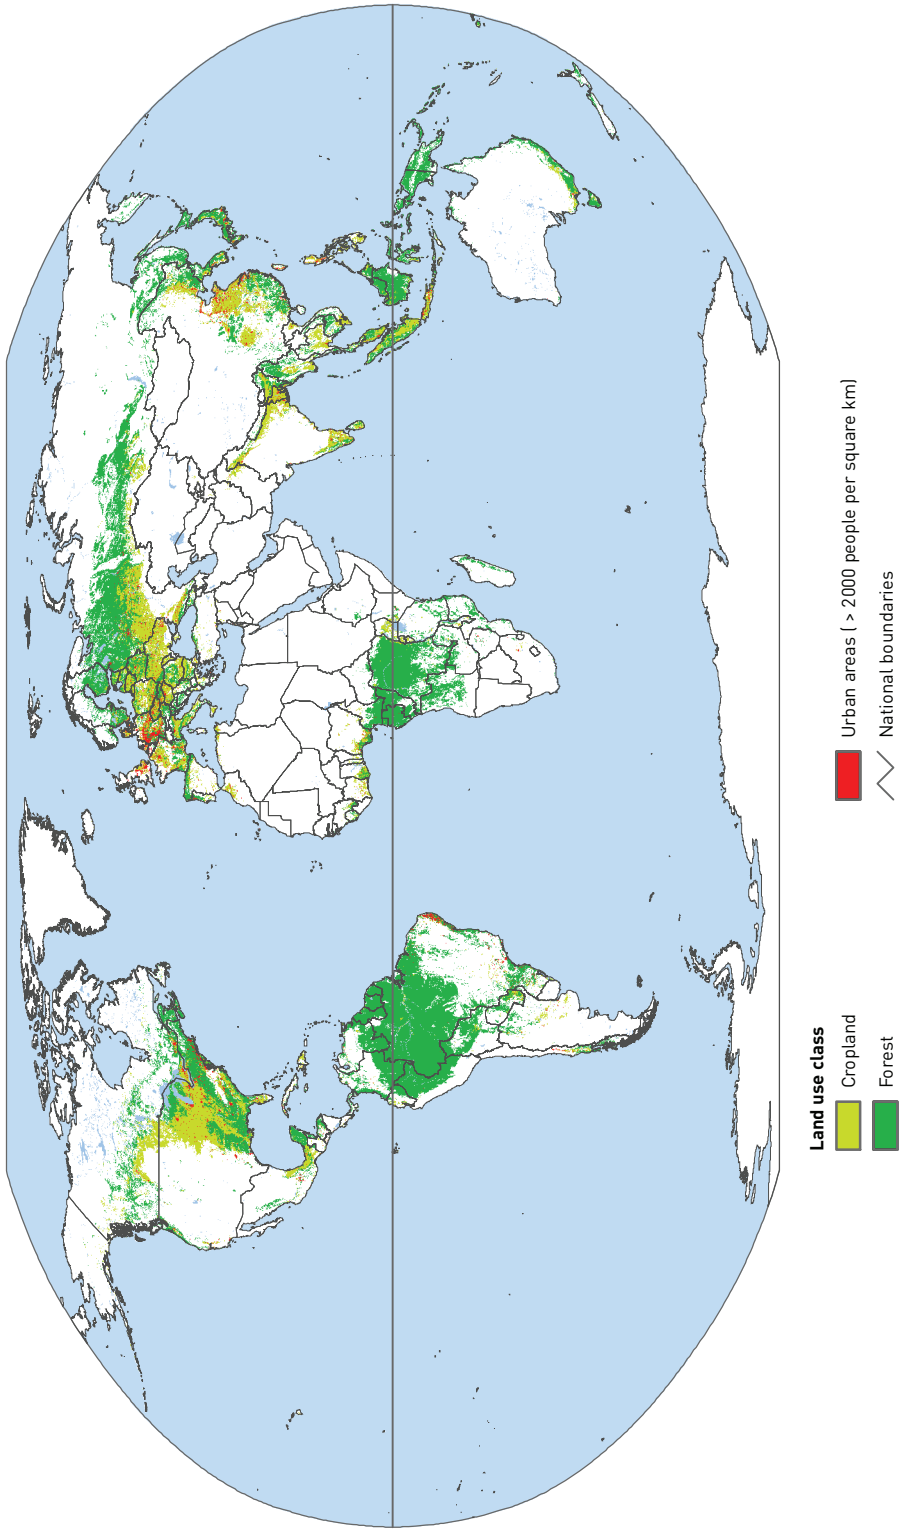 Land use class
Cropland
Forest
Urban areas ( > 2000 people per square km)
National boundaries